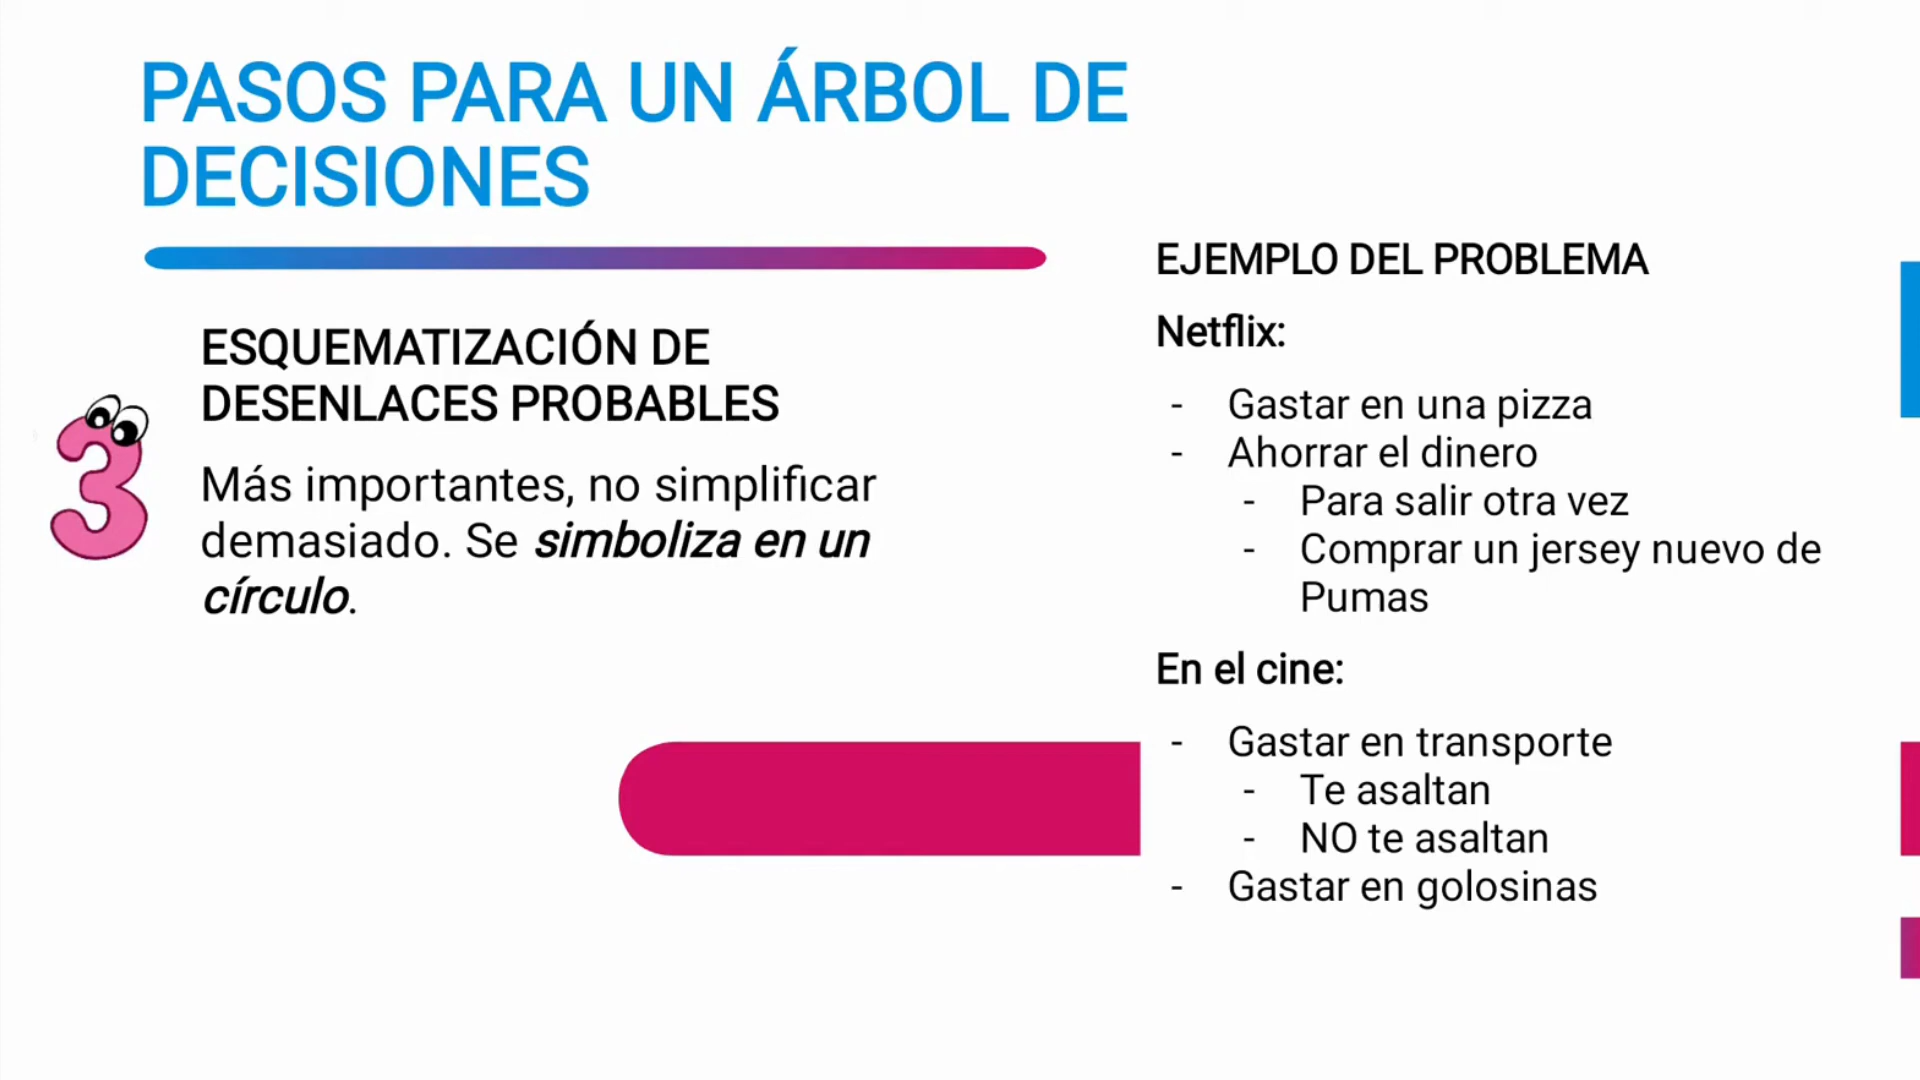 PASOS PARA UN ÁRBOL DE
DECISIONES
3
ESQUEMATIZACIÓN DE
DESENLACES PROBABLES
Más importantes, no simplificar
demasiado. Se simboliza en un
círculo.
EJEMPLO DEL PROBLEMA
Netflix:
- Gastar en una pizza
- Ahorrar el dinero
- Para salir otra vez
- Comprar un jersey nuevo de
Pumas
En el cine:
- Gastar en transporte
- Te asaltan
- NO te asaltan
- Gastar en golosinas